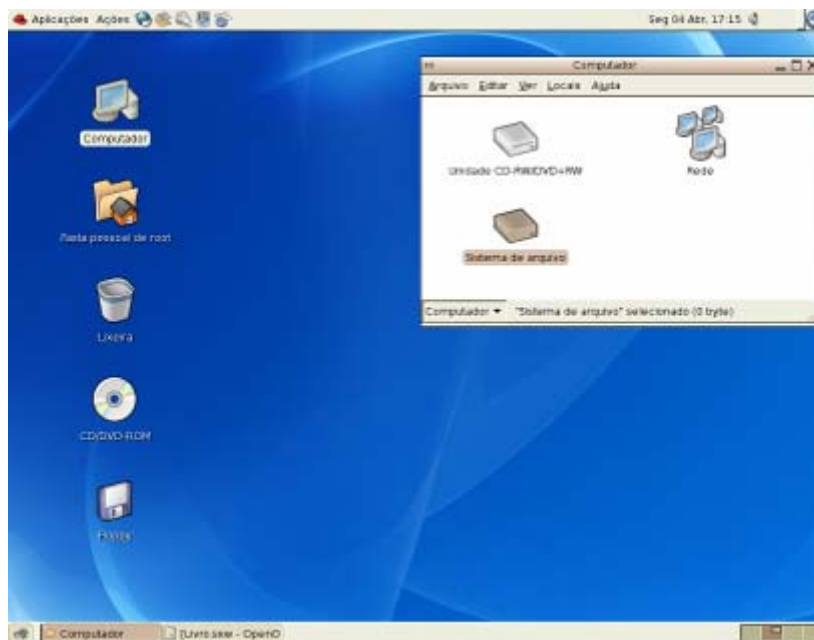 Aplicações Ações Seg 04 Abr, 17:15
Computador
Arquivo Editar Ver Locais Ajuda
Unidade CD-RW/DVD+RW
Rede
Sistema de arquivo
Computador "Sistema de arquivo" selecionado (0 byte)
Computador
Pasta pessoal de root
Lixeira
CD/DVD-ROM
Floppy
Computador
[Livro.sxw - OpenO